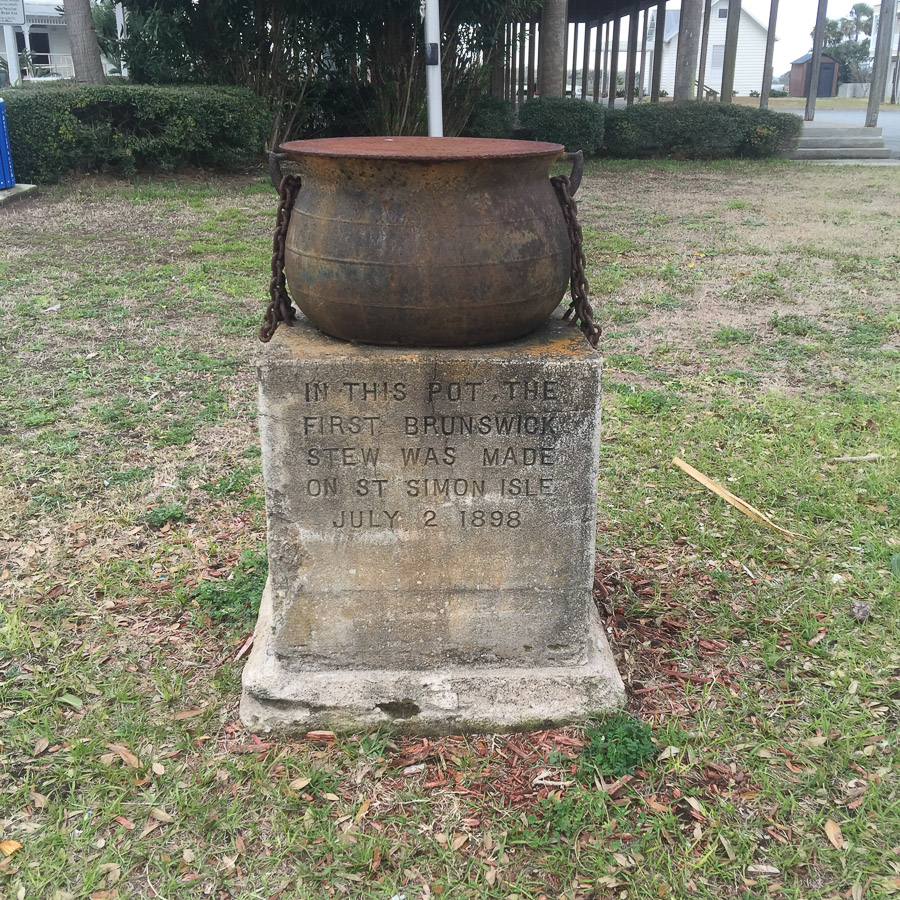 IN THIS POT, THE
FIRST BRUNSWICK
STEW WAS MADE
ON ST SIMON ISLE
JULY 2 1898